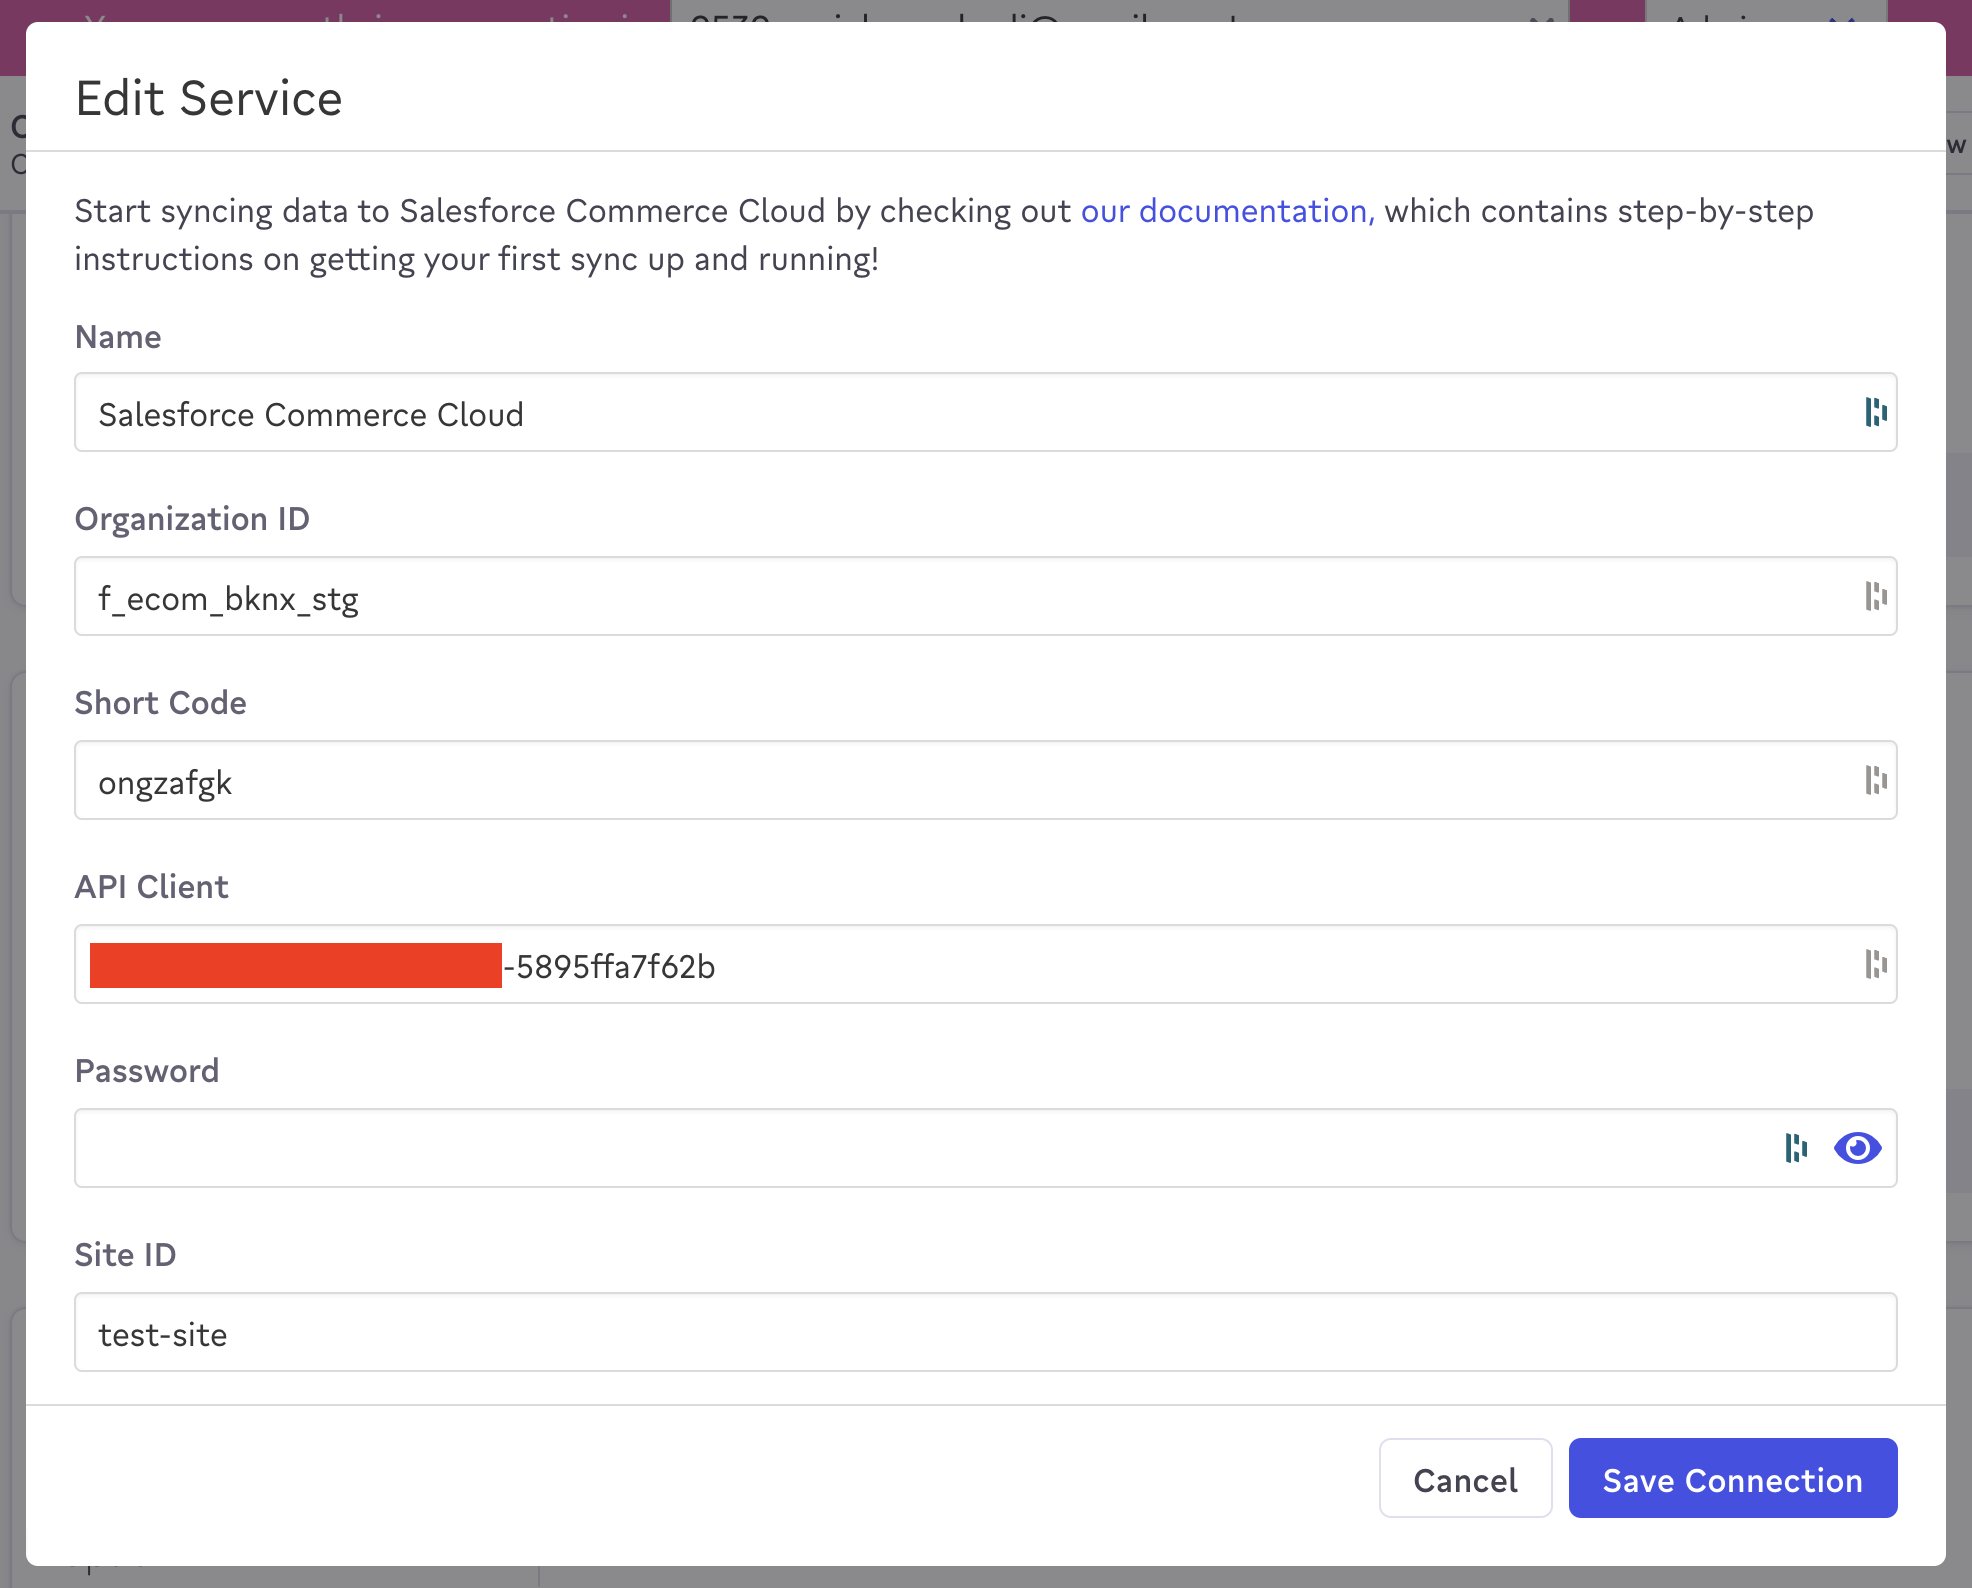 Edit Service
Start syncing data to Salesforce Commerce Cloud by checking out our documentation, which contains step-by-step
instructions on getting your first sync up and running!
Name
Salesforce Commerce Cloud
Organization ID
f_ecom_bknx_stg
Short Code
ongzafgk
API Client
-5895ffa7f62b
Password
Site ID
test-site
Cancel
Save Connection